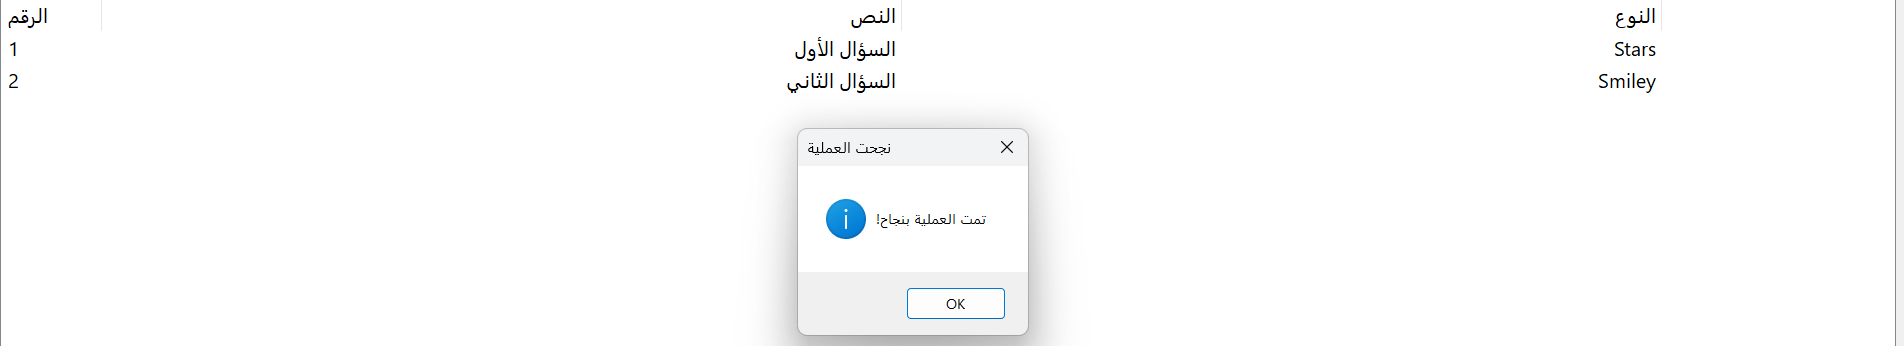 الرقم النص النوع
1 السؤال الأول Stars
2 السؤال الثاني Smiley
نجحت العملية
تمت العملية بنجاح!
OK